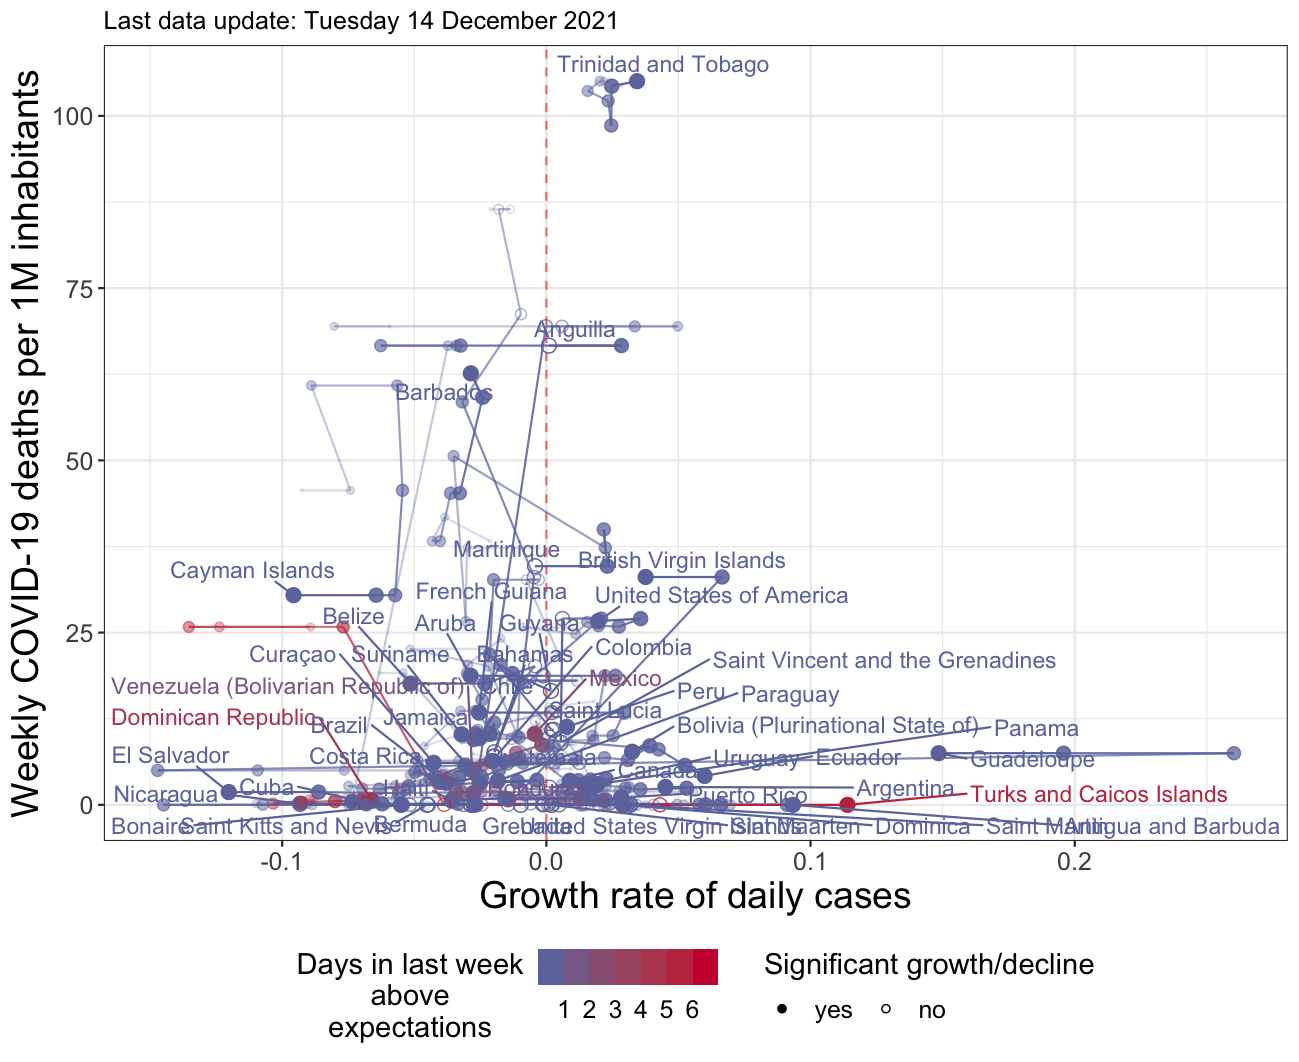 Last data update: Tuesday 14 December 2021
Weekly COVID-19 deaths per 1M inhabitants
Trinidad and Tobago
100
75
Anguilla
Barbados
50
Martinique
British Virgin Islands
Cayman Islands
French Guiana
United States of America
Belize
Aruba
Guyana
25
Curaçao
Suriname
Bahamas
Colombia
Saint Vincent and the Grenadines
Venezuela (Bolivarian Republic of)
Chile
Mexico
Peru
Paraguay
Dominican Republic
Brazil
Jamaica
Saint Lucia
Bolivia (Plurinational State of)
Panama
El Salvador
Costa Rica
Guatemala
Uruguay
Ecuador
Guadeloupe
Canada
Nicaragua
Cuba
Haiti
Honduras
Puerto Rico
Argentina
Turks and Caicos Islands
0
Bonaire
Saint Kitts and Nevis
Bermuda
Grenada
United States Virgin Islands
Sint Maarten
Dominica
Saint Martin
Antigua and Barbuda
-0.1
0.0
0.1
0.2
Growth rate of daily cases
Days in last week
above
expectations
1 2 3 4 5 6
Significant growth/decline
yes
no